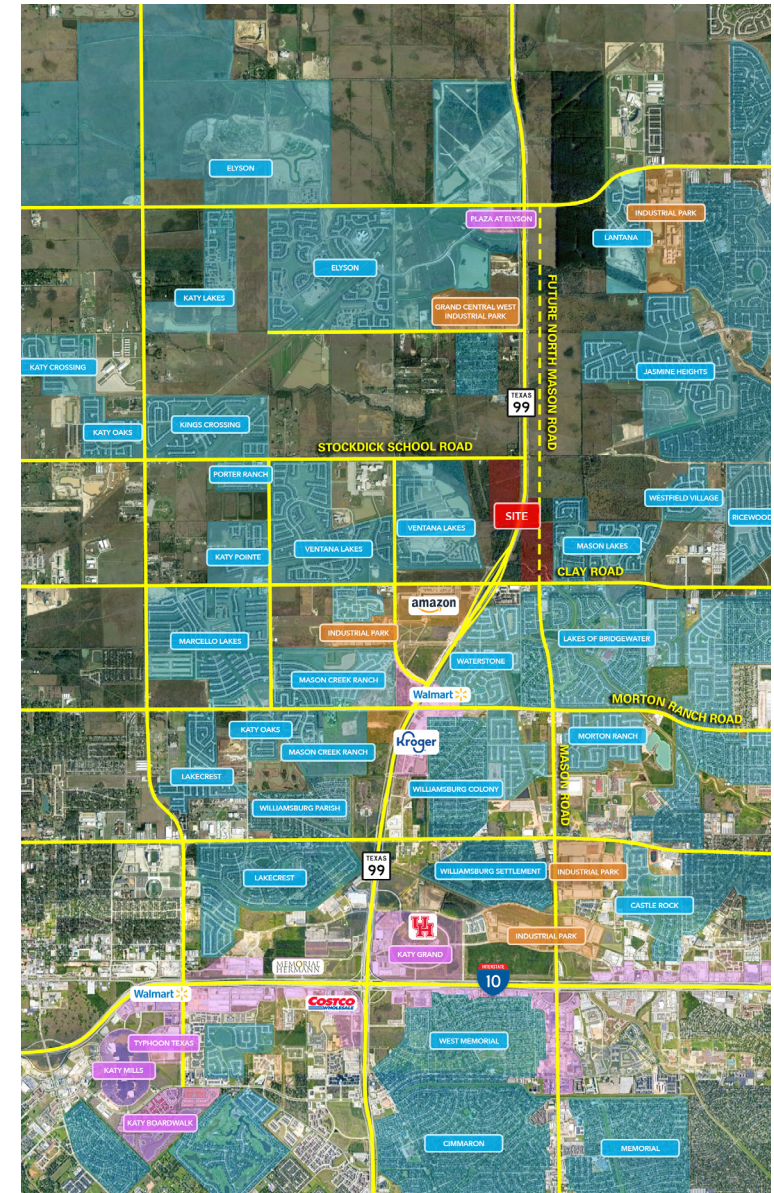 ELYSON
PLAZA AT ELYSON
INDUSTRIAL PARK
LANTANA
ELYSON
KATY LAKES
GRAND CENTRAL WEST
INDUSTRIAL PARK
FUTURE NORTH MASON ROAD
KATY CROSSING
JASMINE HEIGHTS
TEXAS
99
KINGS CROSSING
KATY OAKS
STOCKDICK SCHOOL ROAD
PORTER RANCH
WESTFIELD VILLAGE
SITE
RICEWOOD
VENTANA LAKES
VENTANA LAKES
MASON LAKES
KATY POINTE
CLAY ROAD
amazon
INDUSTRIAL PARK
MARCELLO LAKES
LAKES OF BRIDGEWATER
WATERSTONE
MASON CREEK RANCH
Walmart
MORTON RANCH ROAD
KATY OAKS
MORTON RANCH
Kroger
MASON CREEK RANCH
LAKECREST
MASON ROAD
WILLIAMSBURG COLONY
WILLIAMSBURG PARISH
TEXAS
99
WILLIAMSBURG SETTLEMENT
INDUSTRIAL PARK
LAKECREST
CASTLE ROCK
UH
INDUSTRIAL PARK
KATY GRAND
MEMORIAL
HERMANN
INTERSTATE
10
Walmart
COSTCO
WHOLESALE
TYPHOON TEXAS
WEST MEMORIAL
KATY MILLS
KATY BOARDWALK
CIMMARON
MEMORIAL